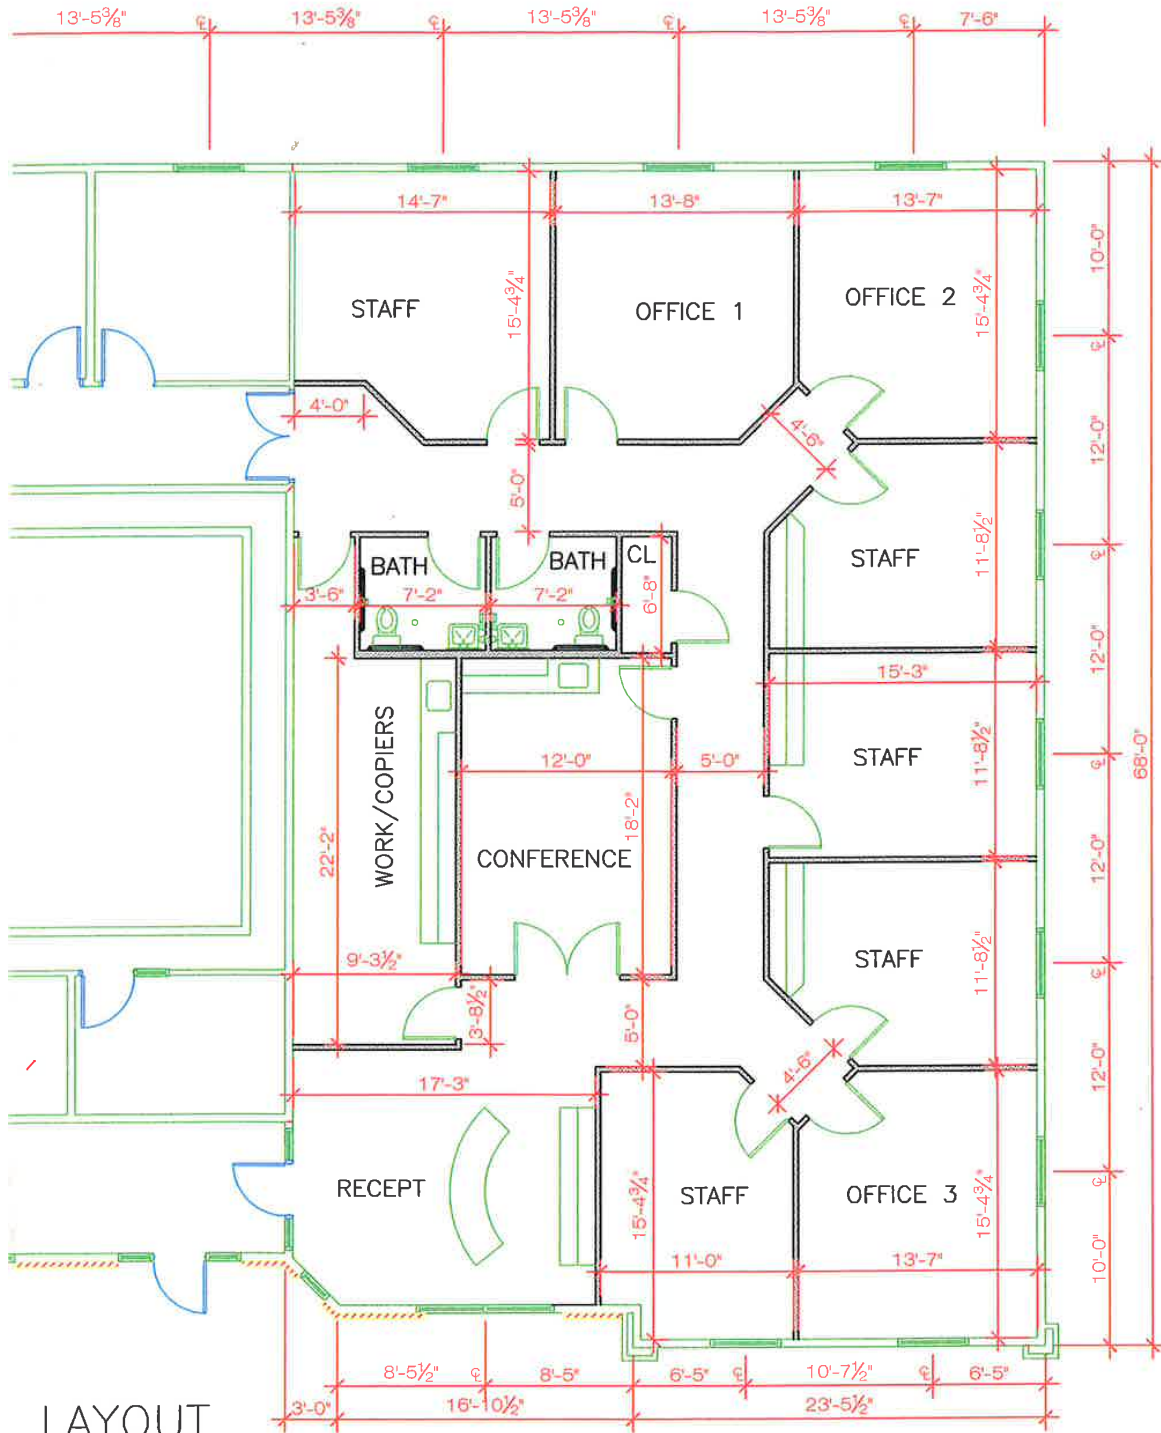 13'-5⅜" ℄ 13'-5⅜" ℄ 13'-5⅜" ℄ 13'-5⅜" ℄ 7'-6"
14'-7" 13'-8" 13'-7"
10'-0"
STAFF OFFICE 1 OFFICE 2
15'-4¾" 15'-4¾"
℄
4'-0" 4'-6" 12'-0"
5'-0"
BATH BATH CL STAFF 11'-8½" ℄
3'-6" 7'-2" 7'-2" 6'-8"
12'-0"
15'-3"
WORK/COPIERS
12'-0" 5'-0" STAFF 11'-8½" ℄ 68'-0"
18'-2"
22'-2" CONFERENCE 12'-0"
9'-3½" STAFF 11'-8½" ℄
3'-8½" 5'-0"
4'-6" 12'-0"
17'-3"
RECEPT STAFF OFFICE 3 ℄
15'-4¾" 15'-4¾"
11'-0" 13'-7" 10'-0"
8'-5½" ℄ 8'-5" 6'-5" ℄ 10'-7½" ℄ 6'-5"
3'-0" 16'-10½" 23'-5½"
LAYOUT